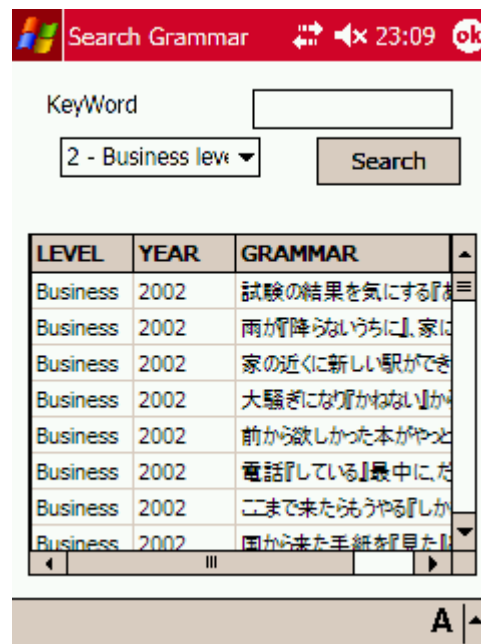 Search Grammar 23:09 ok
KeyWord
2 - Business leve
Search
LEVEL YEAR GRAMMAR
Business 2002 試験の結果を気にする『あ
Business 2002 雨が『降らないうちに』、家に
Business 2002 家の近くに新しい駅ができ
Business 2002 大騒ぎになり『かねない』か
Business 2002 前から欲しかった本がやっと
Business 2002 電話『している』最中に、だ
Business 2002 ここまで来たらもうやる『しか
Business 2002 国から来た手紙を『見た』
A